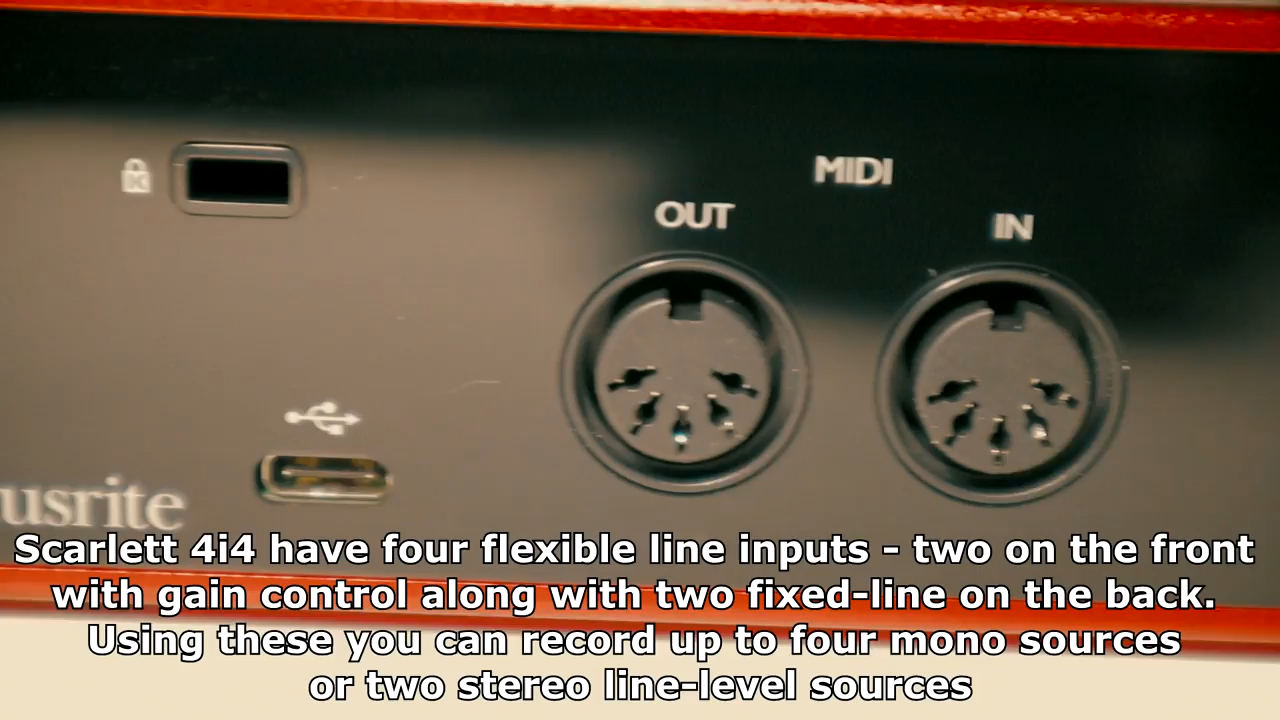 MIDI
OUT
IN
usrite
Scarlett 4i4 have four flexible line inputs - two on the front
with gain control along with two fixed-line on the back.
Using these you can record up to four mono sources
or two stereo line-level sources